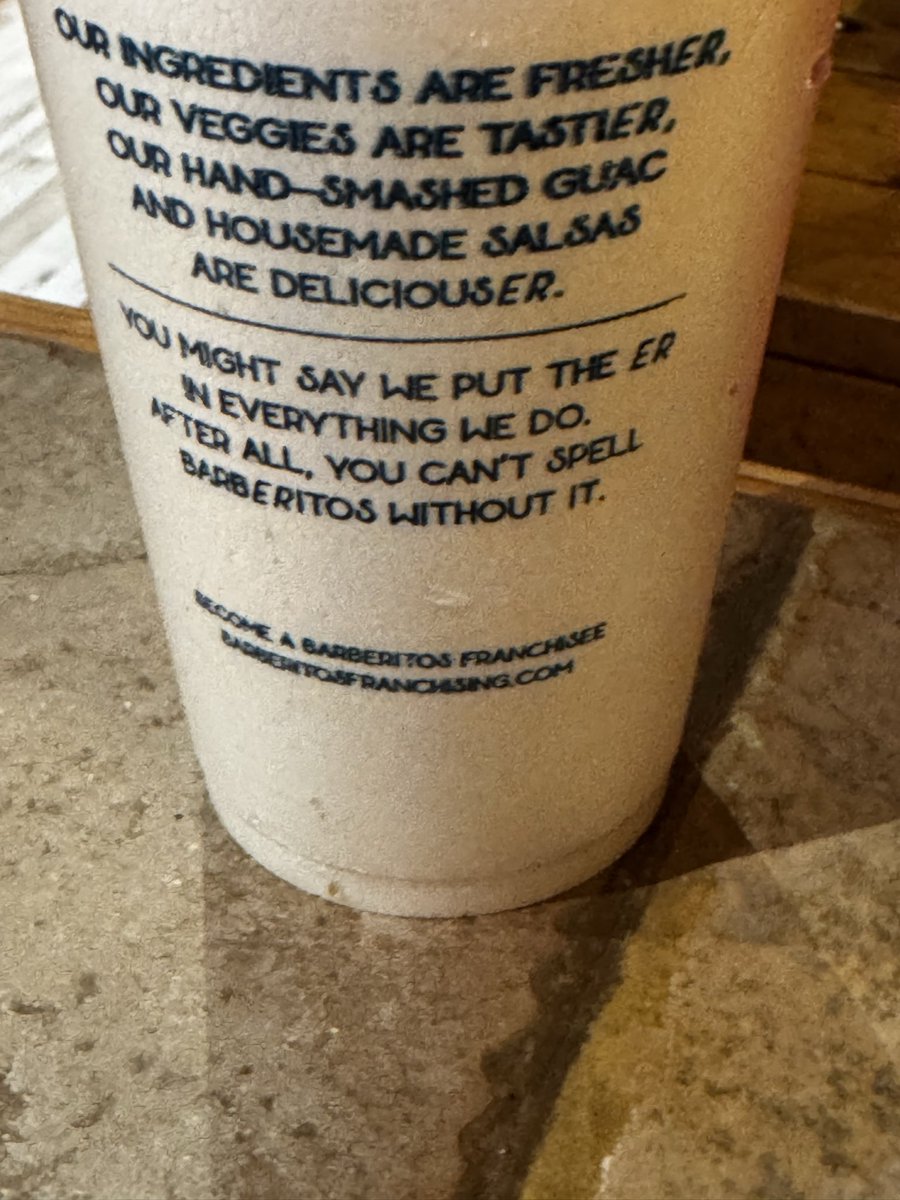 OUR INGREDIENTS ARE FRESHER,
OUR VEGGIES ARE TASTIER,
OUR HAND-SMASHED GUAC
AND HOUSEMADE SALSAS
ARE DELICIOUSER.
YOU MIGHT SAY WE PUT THE ER
IN EVERYTHING WE DO.
AFTER ALL, YOU CAN'T SPELL
BARBERITOS WITHOUT IT.
BECOME A BARBERITOS FRANCHISEE
BARBERITOSFRANCHISING.COM